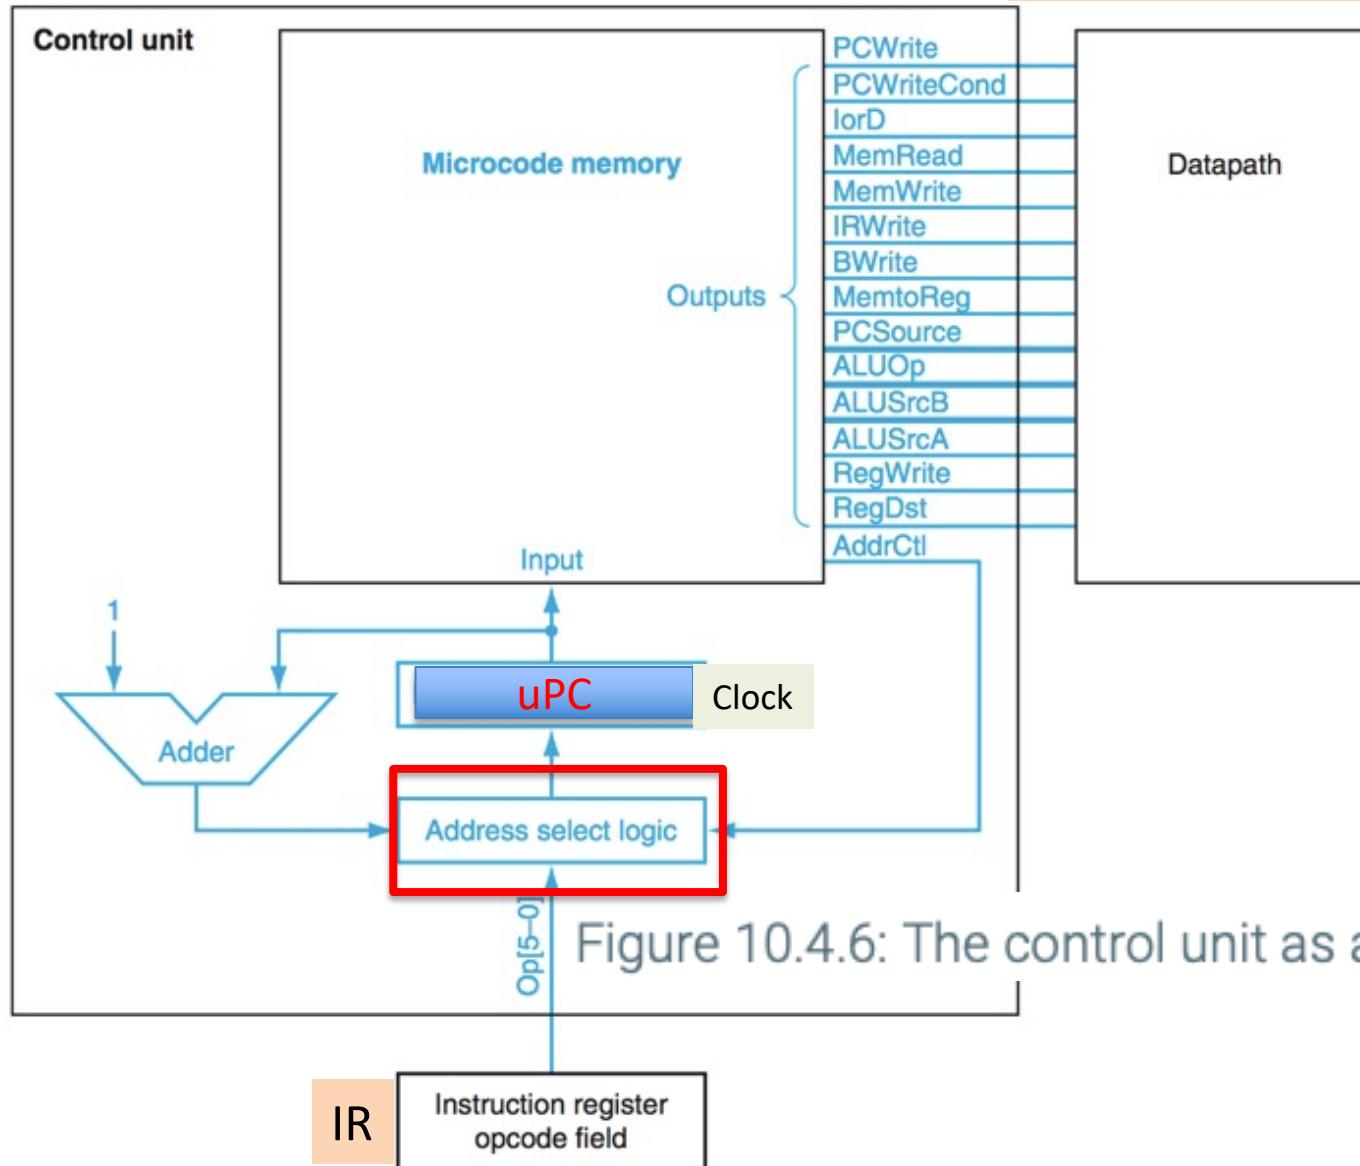 Control unit
Microcode memory
Outputs
PCWrite
PCWriteCond
IorD
MemRead
MemWrite
IRWrite
BWrite
MemtoReg
PCSource
ALUOp
ALUSrcB
ALUSrcA
RegWrite
RegDst
AddrCtl
Datapath
Input
1
Adder
uPC
Clock
Address select logic
Op[5–0]
Figure 10.4.6: The control unit as a
IR
Instruction register
opcode field